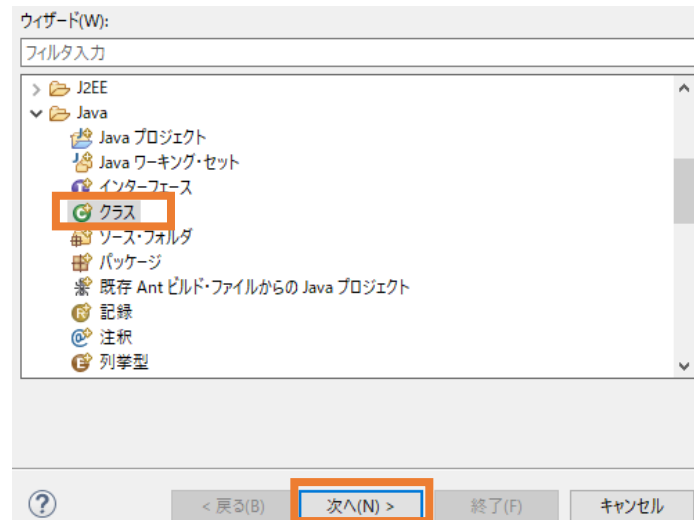 ウィザード(W):
フィルタ入力
J2EE
Java
Java プロジェクト
Java ワーキング・セット
インターフェース
クラス
ソース・フォルダ
パッケージ
既存 Ant ビルド・ファイルからの Java プロジェクト
記録
注釈
列挙型
< 戻る(B) 次へ(N) > 終了(F) キャンセル